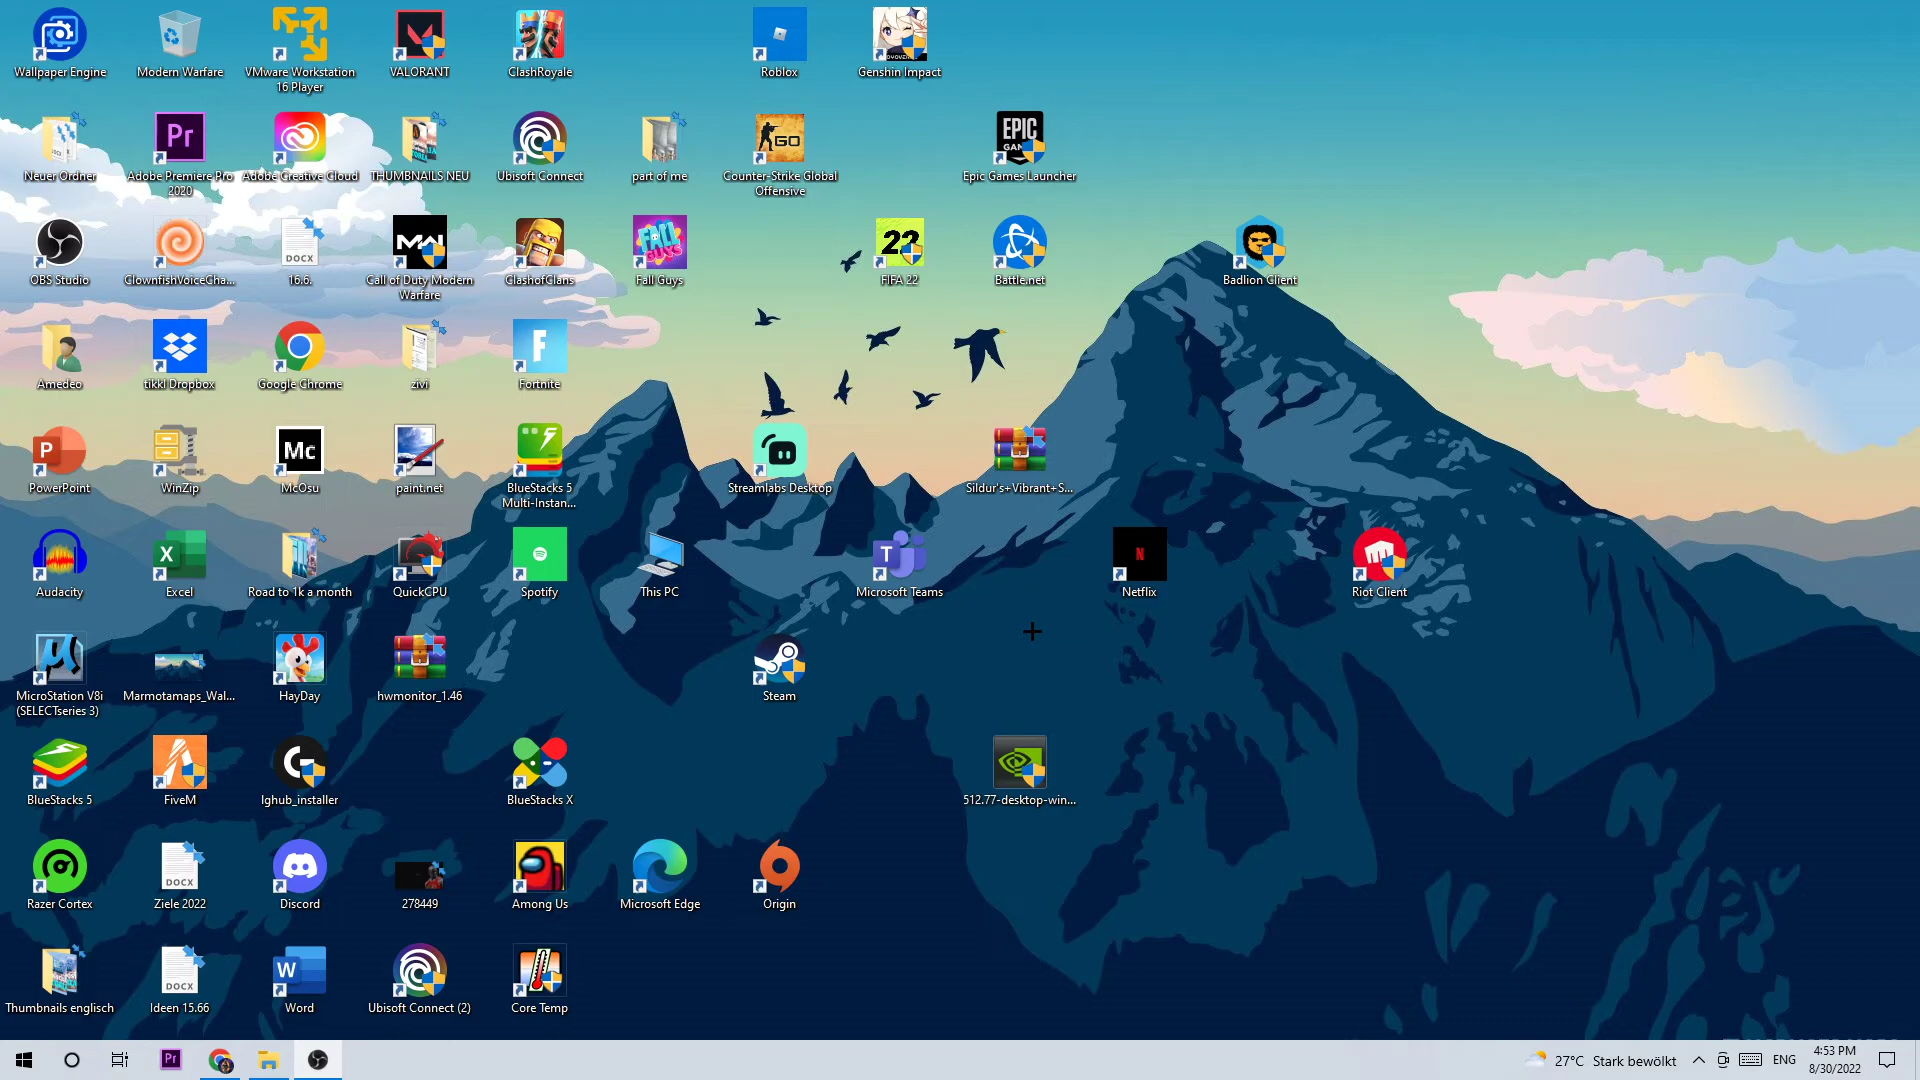 Wallpaper Engine
Modern Warfare
VMware Workstation
16 Player
VALORANT
ClashRoyale
Roblox
Genshin Impact
Neuer Ordner
Adobe Premiere Pro
2020
Adobe Creative Cloud
THUMBNAILS NEU
Ubisoft Connect
part of me
Counter-Strike Global
Offensive
Epic Games Launcher
OBS Studio
ClownfishVoiceCha...
16.6.
Call of Duty Modern
Warfare
ClashofClans
Fall Guys
FIFA 22
Battle.net
Badlion Client
Amedeo
tikkl Dropbox
Google Chrome
zivi
Fortnite
PowerPoint
WinZip
McOsu
paint.net
BlueStacks 5
Multi-Instan...
Streamlabs Desktop
Sildur's+Vibrant+S...
Audacity
Excel
Road to 1k a month
QuickCPU
Spotify
This PC
Microsoft Teams
Netflix
Riot Client
MicroStation V8i
(SELECTseries 3)
Marmotamaps_Wal...
HayDay
hwmonitor_1.46
Steam
BlueStacks 5
FiveM
lghub_installer
BlueStacks X
512.77-desktop-win...
Razer Cortex
Ziele 2022
Discord
278449
Among Us
Microsoft Edge
Origin
Thumbnails englisch
Ideen 15.66
Word
Ubisoft Connect (2)
Core Temp
27°C Stark bewölkt
ENG
4:53 PM
8/30/2022